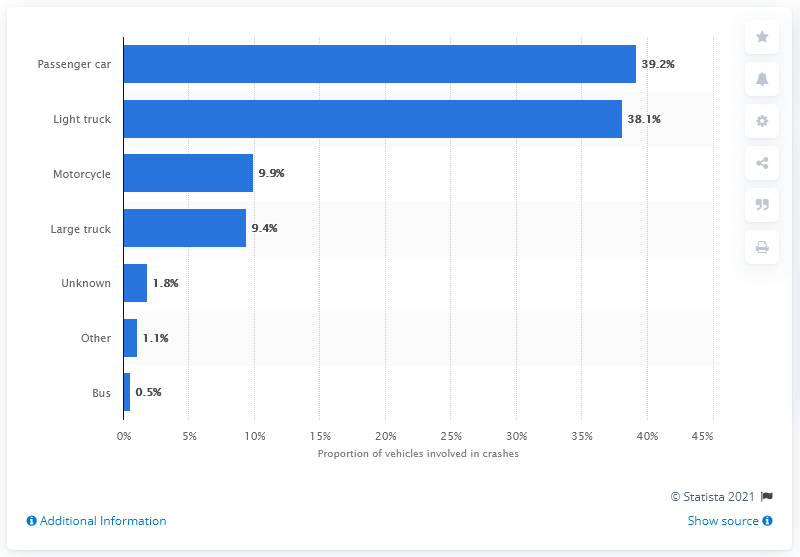 Passenger car 39.2%
Light truck 38.1%
Motorcycle 9.9%
Large truck 9.4%
Unknown 1.8%
Other 1.1%
Bus 0.5%
0% 5% 10% 15% 20% 25% 30% 35% 40% 45%
Proportion of vehicles involved in crashes
© Statista 2021
Additional Information Show source